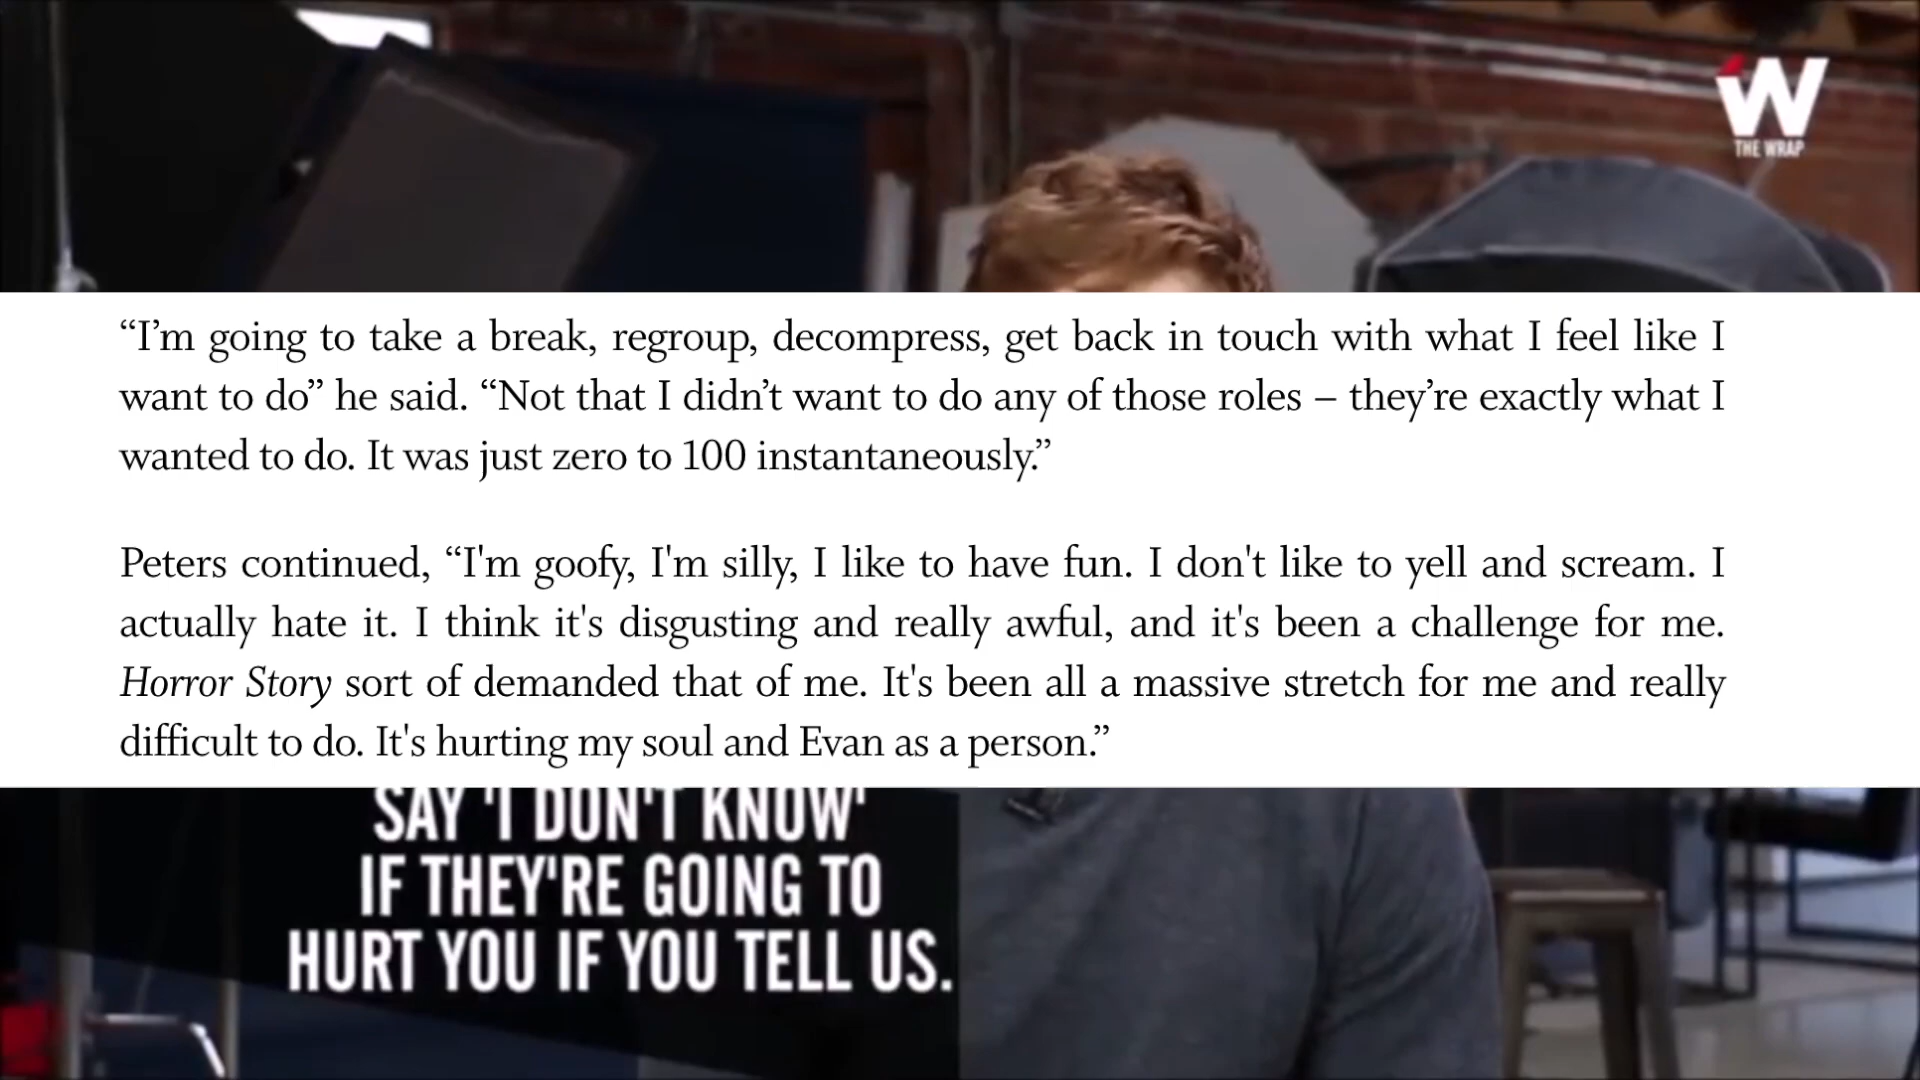 W
THE WRAP
“I’m going to take a break, regroup, decompress, get back in touch with what I feel like I
want to do” he said. “Not that I didn’t want to do any of those roles – they’re exactly what I
wanted to do. It was just zero to 100 instantaneously.”
Peters continued, “I'm goofy, I'm silly, I like to have fun. I don't like to yell and scream. I
actually hate it. I think it's disgusting and really awful, and it's been a challenge for me.
Horror Story sort of demanded that of me. It's been all a massive stretch for me and really
difficult to do. It's hurting my soul and Evan as a person.”
SAY 'I DON'T KNOW'
IF THEY'RE GOING TO
HURT YOU IF YOU TELL US.